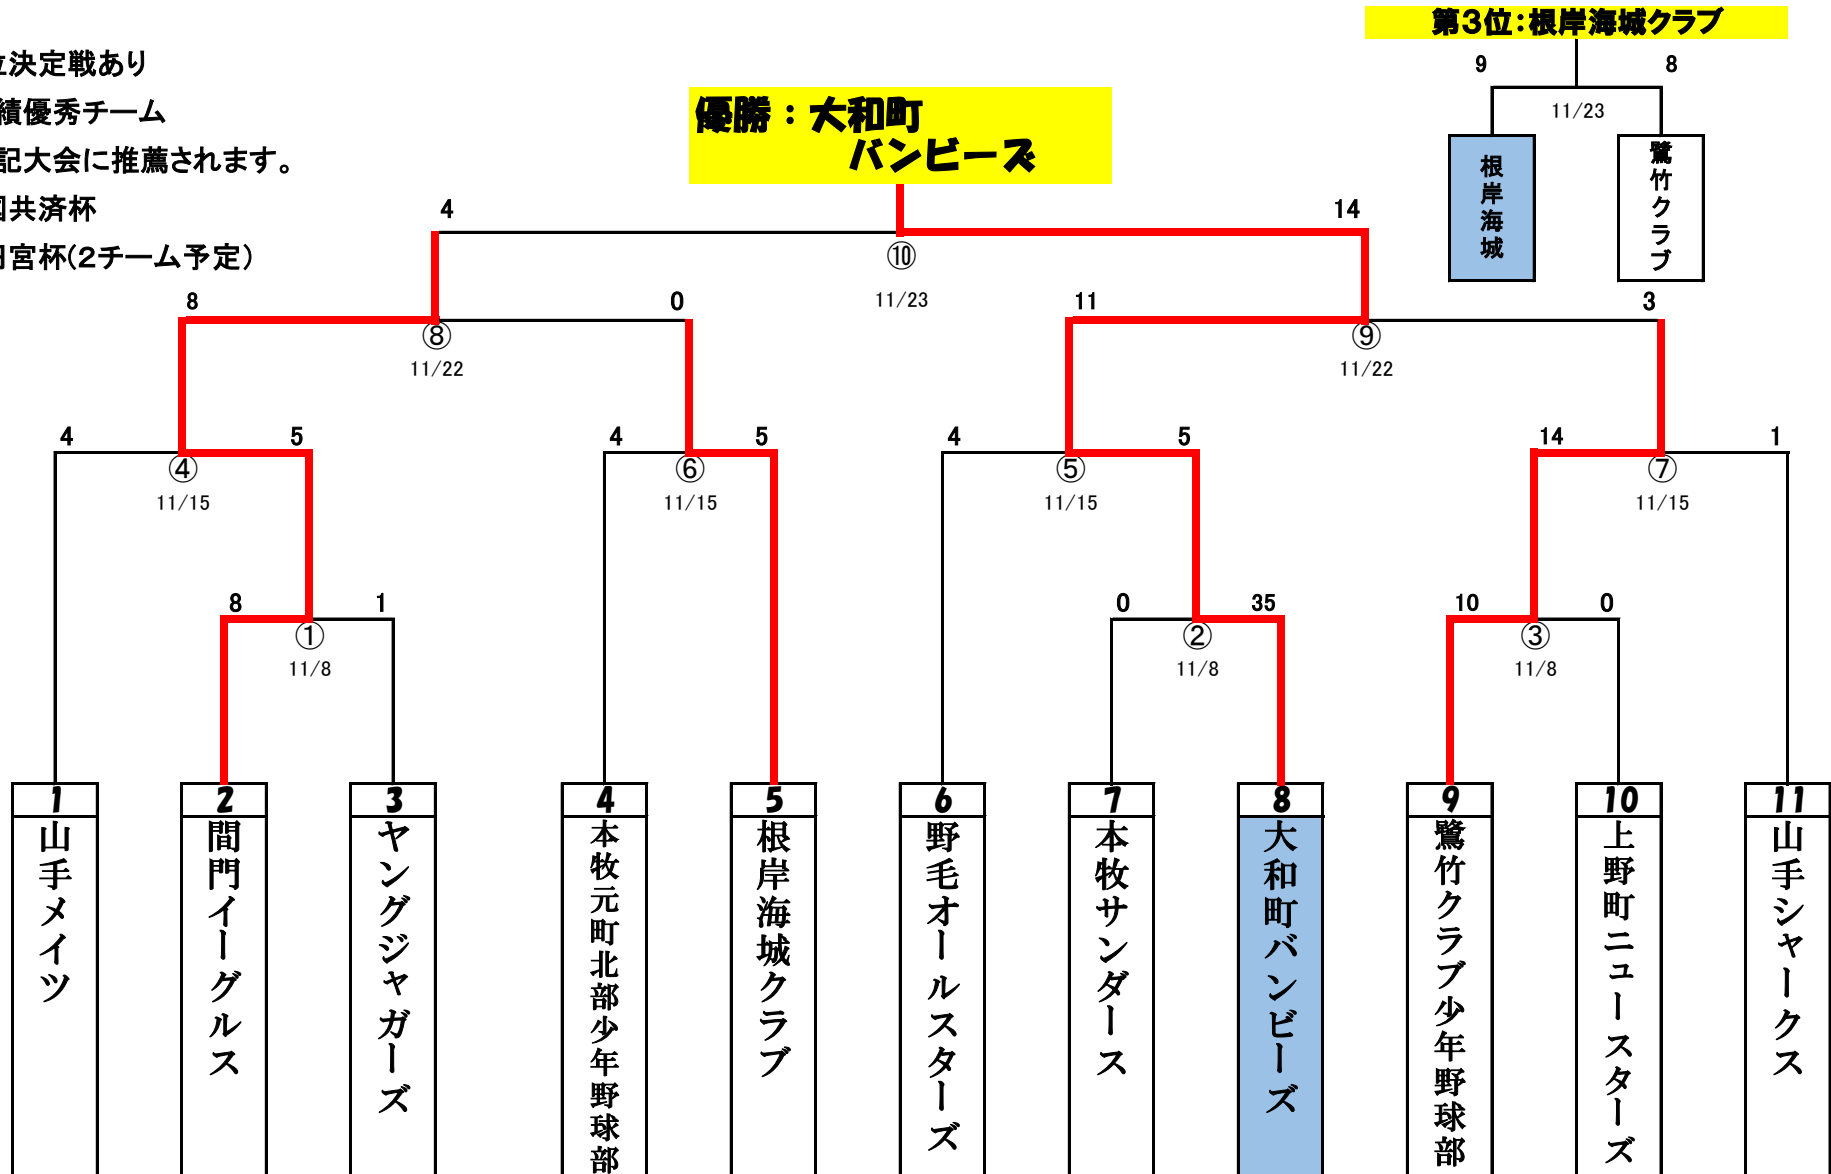 第3位：根岸海城クラブ
9
8
11/23
根岸海城
鷺竹クラブ
位決定戦あり
績優秀チーム
記大会に推薦されます。
国共済杯
宮杯(2チーム予定)
優勝：大和町
バンビーズ
4
14
⑩
11/23
8
0
11
3
⑧
⑨
11/22
11/22
4
5
4
5
4
5
14
1
④
⑥
⑤
⑦
11/15
11/15
11/15
11/15
8
1
0
35
10
0
①
②
③
11/8
11/8
11/8
1
2
3
4
5
6
7
8
9
10
11
山手メイツ
間門イーグルス
ヤングジャガーズ
本牧元町北部少年野球部
根岸海城クラブ
野毛オールスターズ
本牧サンダース
大和町バンビーズ
鷺竹クラブ少年野球部
上野町ニュースターズ
山手シャークス